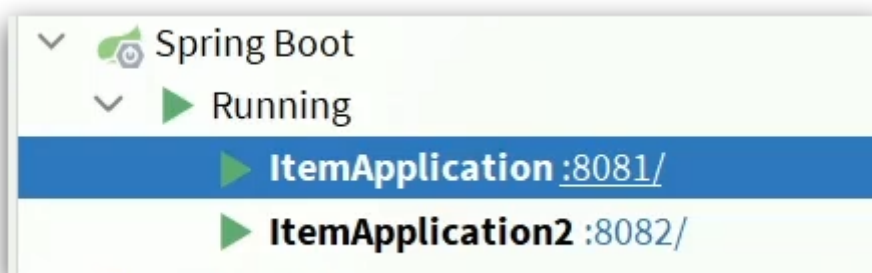 Spring Boot
Running
ItemApplication :8081/
ItemApplication2 :8082/